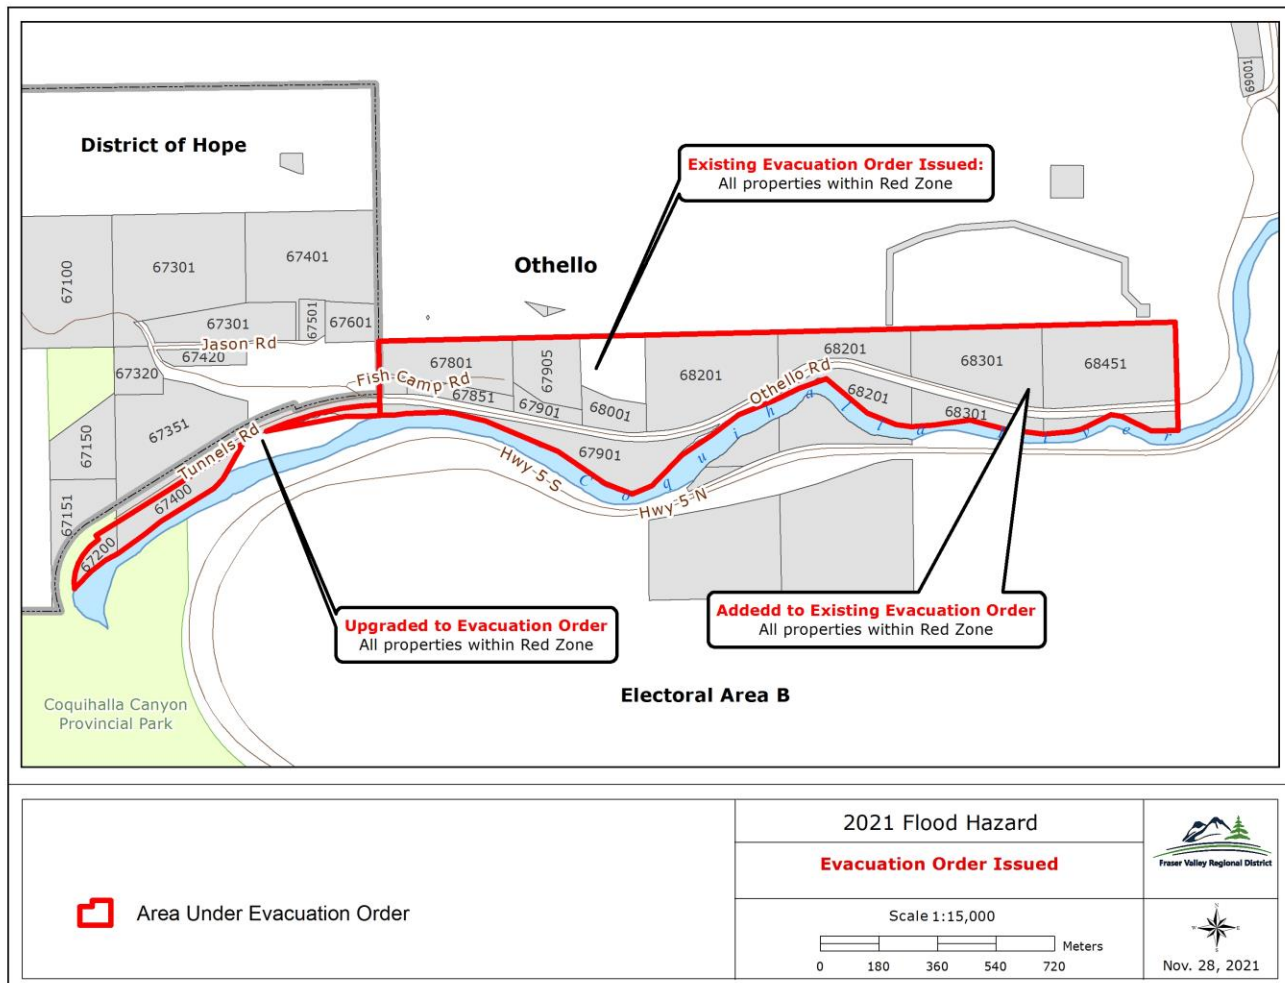 District of Hope
Existing Evacuation Order Issued:
All properties within Red Zone
69001
Othello
67100
67301
67401
67301
67501
67601
Jason Rd
67420
67320
67801
67905
Fish Camp Rd
67851
67901
68001
68201
68201
Othello Rd
68301
68451
68201
68301
67150
67351
Tunnels Rd
67901
Hwy 5 S
Coquihalla River
Hwy 5 N
67151
67400
67200
Upgraded to Evacuation Order
All properties within Red Zone
Addedd to Existing Evacuation Order
All properties within Red Zone
Electoral Area B
Coquihalla Canyon
Provincial Park
Area Under Evacuation Order
2021 Flood Hazard
Evacuation Order Issued
Scale 1:15,000
Meters
0 180 360 540 720
Fraser Valley Regional District
Nov. 28, 2021